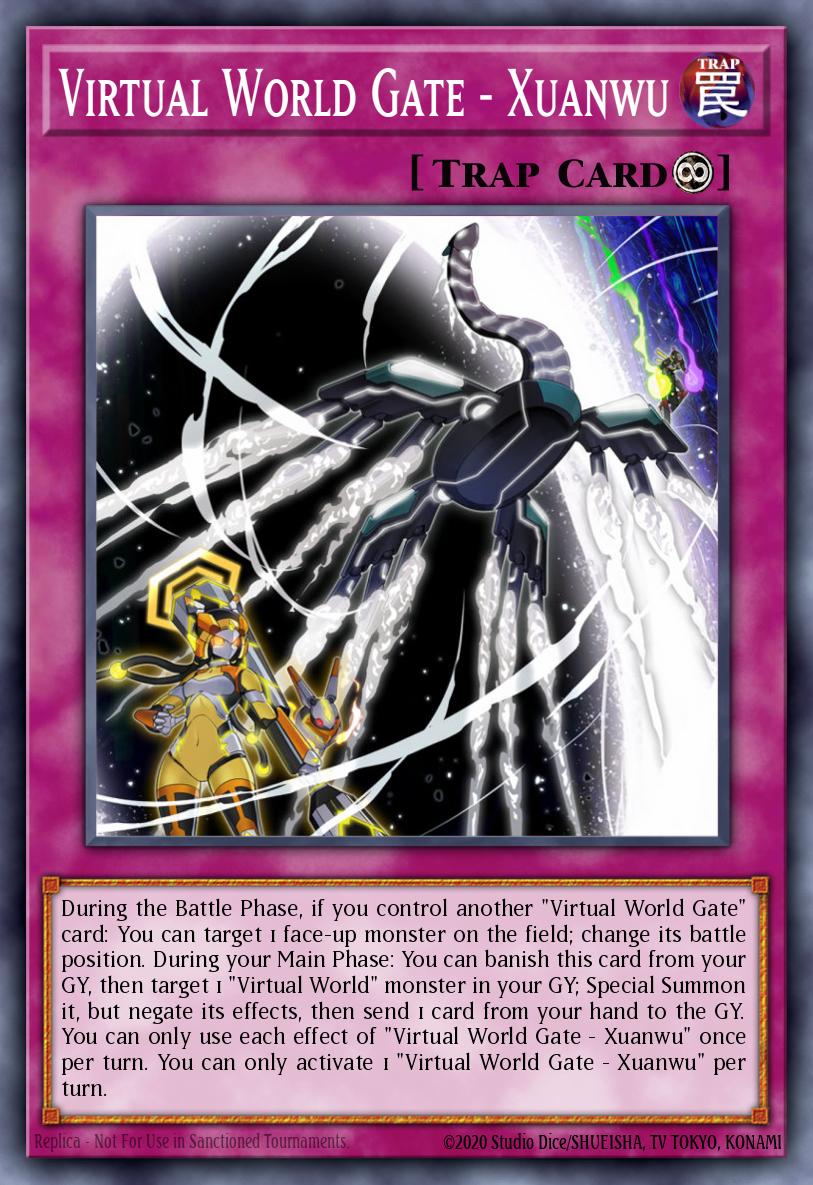 Virtual World Gate - Xuanwu
TRAP
罠
[Trap Card]
During the Battle Phase, if you control another "Virtual World Gate"
card: You can target 1 face-up monster on the field; change its battle
position. During your Main Phase: You can banish this card from your
GY, then target 1 "Virtual World" monster in your GY; Special Summon
it, but negate its effects, then send 1 card from your hand to the GY.
You can only use each effect of "Virtual World Gate - Xuanwu" once
per turn. You can only activate 1 "Virtual World Gate - Xuanwu" per
turn.
Replica - Not For Use in Sanctioned Tournaments.
©2020 Studio Dice/SHUEISHA, TV TOKYO, KONAMI